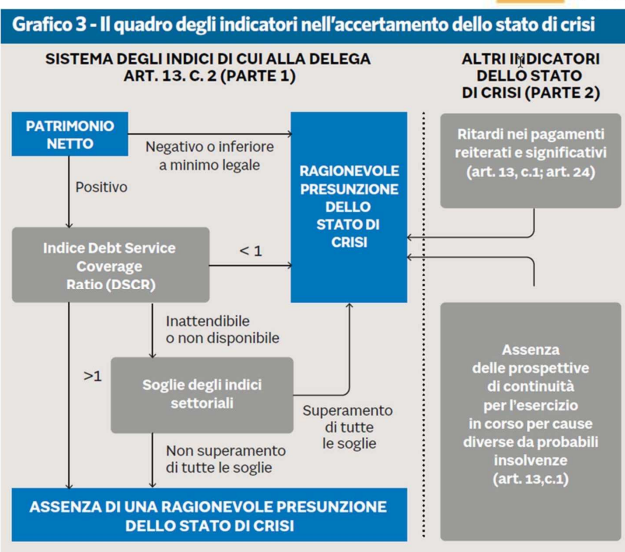 Grafico 3 - Il quadro degli indicatori nell'accertamento dello stato di crisi
SISTEMA DEGLI INDICI DI CUI ALLA DELEGA
ART. 13. C. 2 (PARTE 1)
ALTRI INDICATORI
DELLO STATO
DI CRISI (PARTE 2)
PATRIMONIO
NETTO
Negativo o inferiore
a minimo legale
Positivo
RAGIONEVOLE
PRESUNZIONE
DELLO
STATO DI
CRISI
Ritardi nei pagamenti
reiterati e significativi
(art. 13, c.1; art. 24)
Indice Debt Service
Coverage
Ratio (DSCR)
< 1
Inattendibile
o non disponibile
>1
Soglie degli indici
settoriali
Superamento
di tutte
le soglie
Non superamento
di tutte le soglie
Assenza
delle prospettive
di continuità
per l'esercizio
in corso per cause
diverse da probabili
insolvenze
(art. 13,c.1)
ASSENZA DI UNA RAGIONEVOLE PRESUNZIONE
DELLO STATO DI CRISI